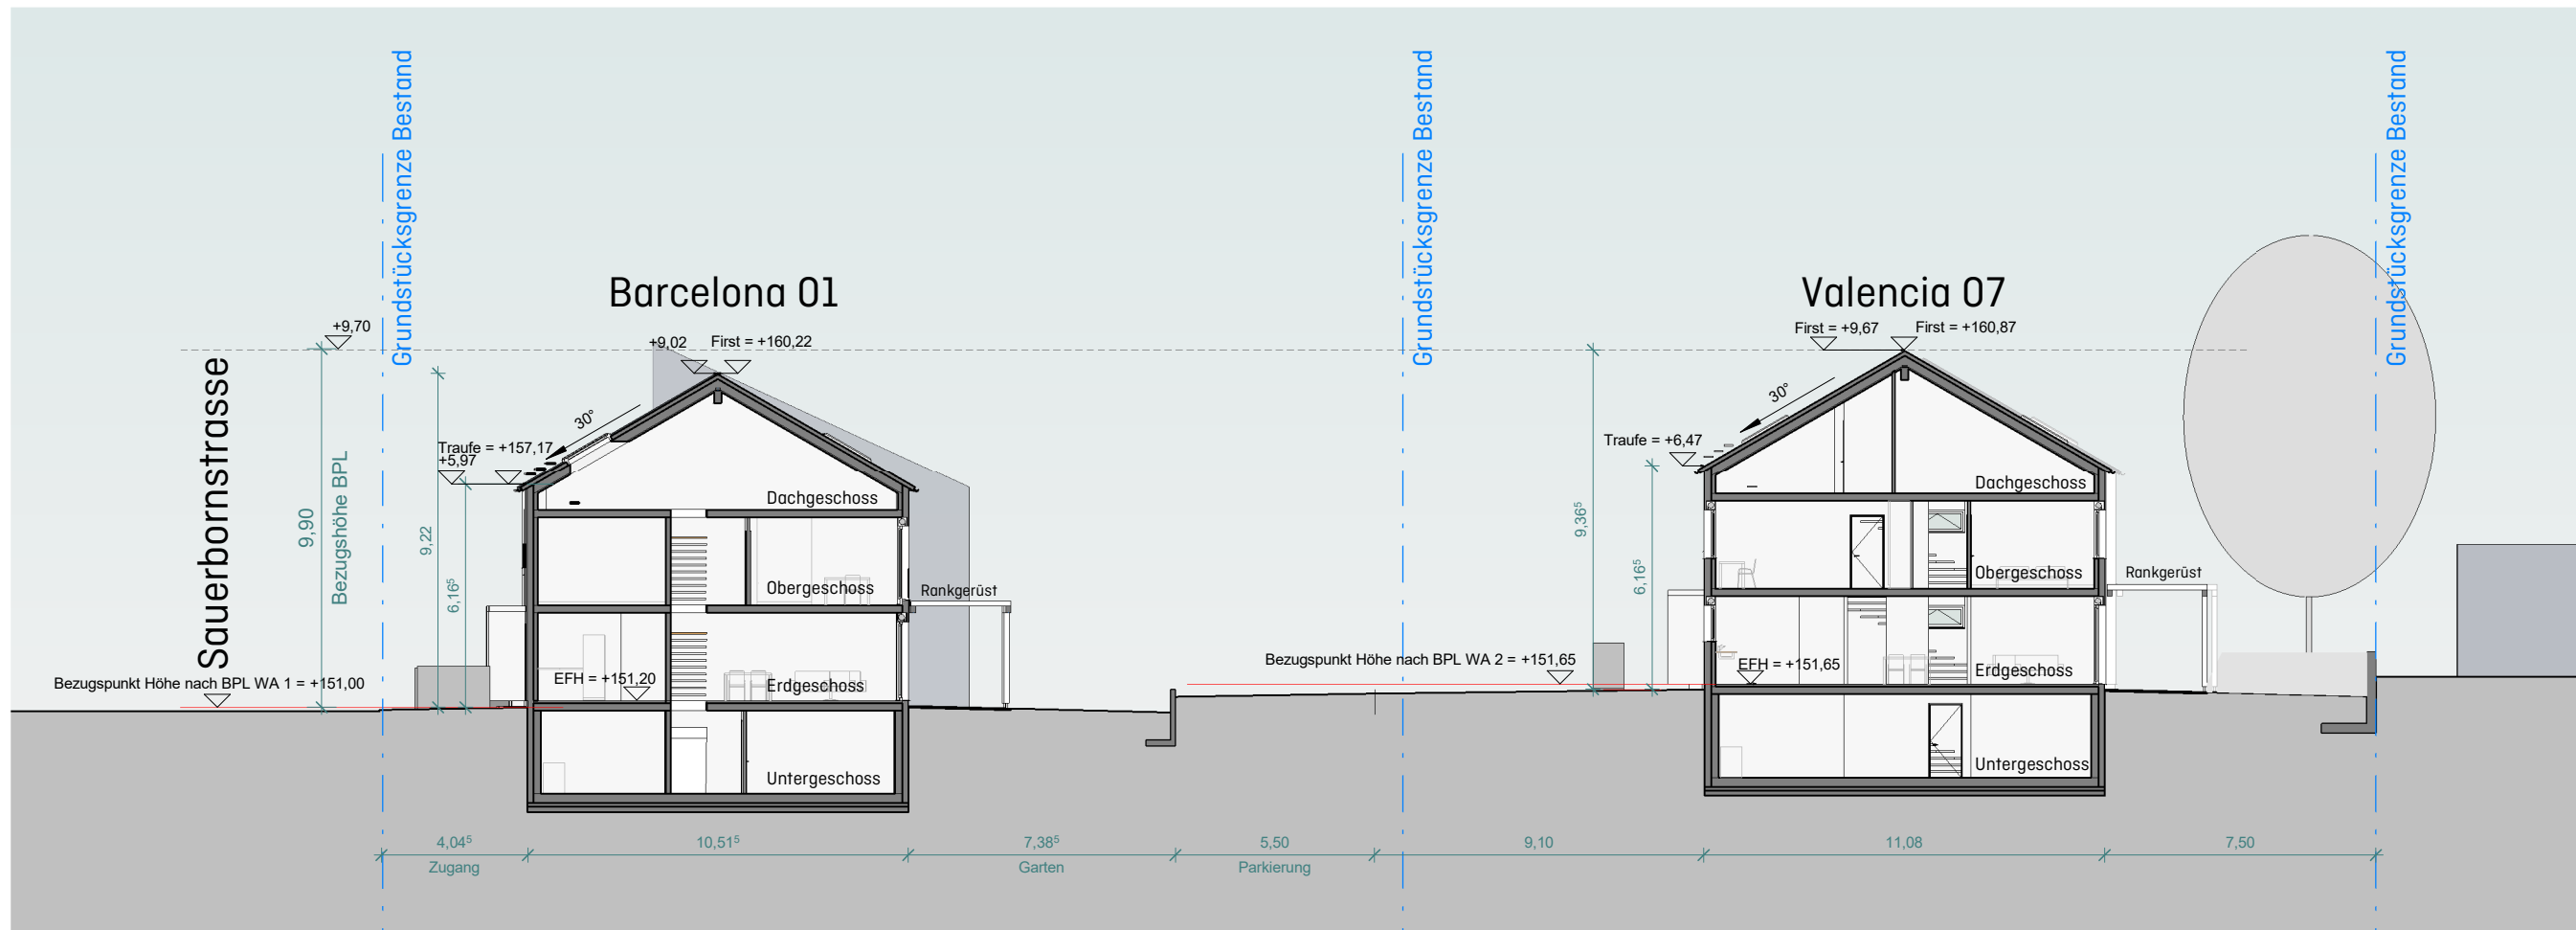 Grundstücksgrenze Bestand
Grundstücksgrenze Bestand
Grundstücksgrenze Bestand
Barcelona 01
Valencia 07
+9,70
+9,02
First = +160,22
First = +9,67
First = +160,87
Sauerbornstrasse
9,90
Bezugshöhe BPL
9,22
6,16⁵
30°
Traufe = +157,17
+5,97
30°
Traufe = +6,47
9,36⁵
6,16⁵
Dachgeschoss
Obergeschoss
Rankgerüst
EFH = +151,20
Erdgeschoss
Untergeschoss
Dachgeschoss
Obergeschoss
Rankgerüst
EFH = +151,65
Erdgeschoss
Untergeschoss
Bezugspunkt Höhe nach BPL WA 1 = +151,00
Bezugspunkt Höhe nach BPL WA 2 = +151,65
4,04⁵
10,51⁵
7,38⁵
5,50
9,10
11,08
7,50
Zugang
Garten
Parkierung